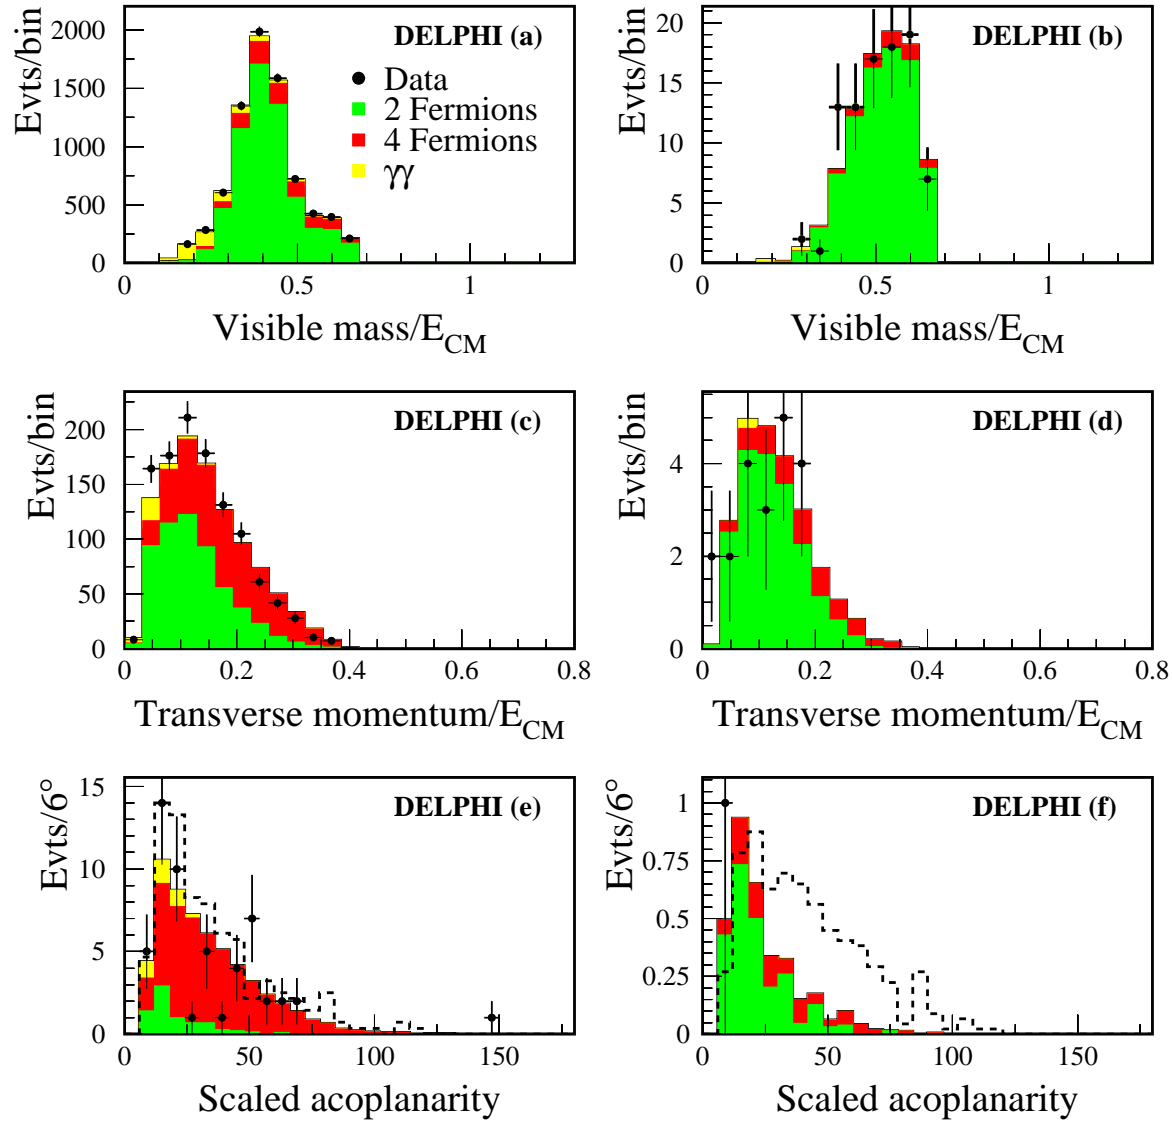 DELPHI (a)
Data
2 Fermions
4 Fermions
γγ
Evts/bin
2000
1500
1000
500
0
0
0.5
1
Visible mass/E_CM
DELPHI (b)
Evts/bin
20
15
10
5
0
0
0.5
1
Visible mass/E_CM
DELPHI (c)
Evts/bin
200
150
100
50
0
0
0.2
0.4
0.6
0.8
Transverse momentum/E_CM
DELPHI (d)
Evts/bin
4
2
0
0
0.2
0.4
0.6
0.8
Transverse momentum/E_CM
DELPHI (e)
Evts/6°
15
10
5
0
0
50
100
150
Scaled acoplanarity
DELPHI (f)
Evts/6°
1
0.75
0.5
0.25
0
0
50
100
150
Scaled acoplanarity